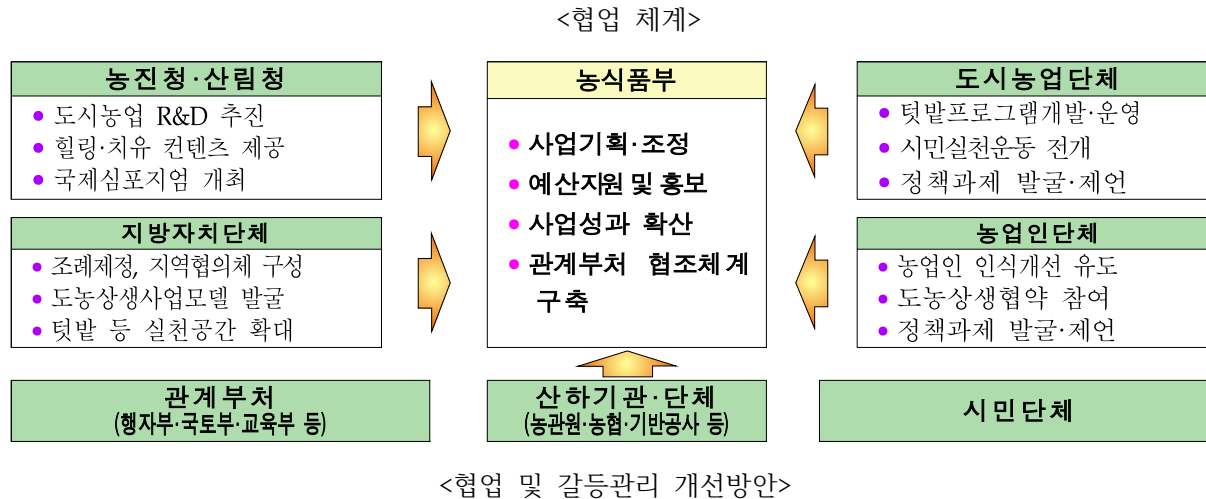 <협업 체계>
농진청·산림청
• 도시농업 R&D 추진
• 힐링·치유 컨텐츠 제공
• 국제심포지엄 개최
지방자치단체
• 조례제정, 지역협의체 구성
• 도농상생사업모델 발굴
• 텃밭 등 실천공간 확대
농식품부
• 사업기획·조정
• 예산지원 및 홍보
• 사업성과 확산
• 관계부처 협조체계
구축
도시농업단체
• 텃밭프로그램개발·운영
• 시민실천운동 전개
• 정책과제 발굴·제언
농업인단체
• 농업인 인식개선 유도
• 도농상생협약 참여
• 정책과제 발굴·제언
관계부처
(행자부·국토부·교육부 등)
산하기관·단체
(농관원·농협·기반공사 등)
시민단체
<협업 및 갈등관리 개선방안>